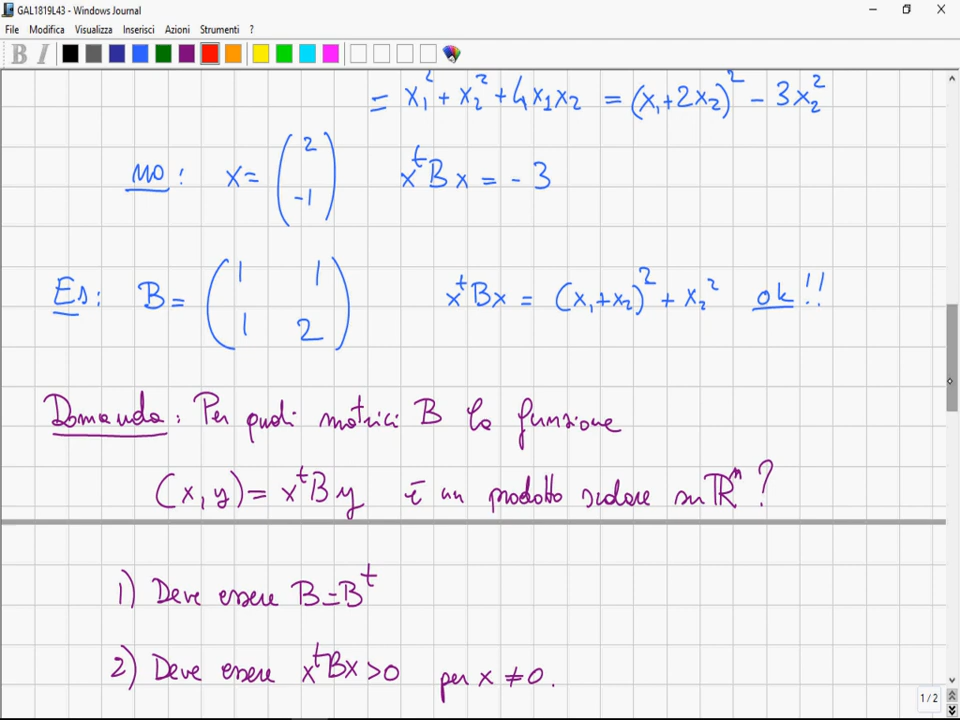 GAL1819L43 - Windows Journal
File Modifica Visualizza Inserisci Azioni Strumenti ?
B I
= x₁² + x₂² + 4x₁x₂ = (x₁+2x₂)² - 3x₂²
no: x = (2 -1) xᵗBx = -3
Es: B = (1 1 1 2) xᵗBx = (x₁+x₂)² + x₂² ok!!
Domanda: Per quali matrici B la funzione
(x,y) = xᵗBy è un prodotto scalare su ℝⁿ?
1) Deve essere B=Bᵗ
2) Deve essere xᵗBx>0 per x ≠0.
1/2